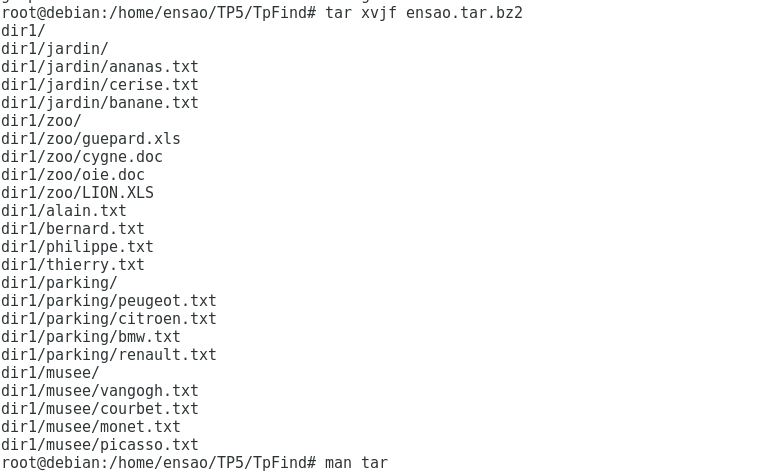 root@debian:/home/ensao/TP5/TpFind# tar xvjf ensao.tar.bz2
dir1/
dir1/jardin/
dir1/jardin/ananas.txt
dir1/jardin/cerise.txt
dir1/jardin/banane.txt
dir1/zoo/
dir1/zoo/guepard.xls
dir1/zoo/cygne.doc
dir1/zoo/oie.doc
dir1/zoo/LION.XLS
dir1/alain.txt
dir1/bernard.txt
dir1/philippe.txt
dir1/thierry.txt
dir1/parking/
dir1/parking/peugeot.txt
dir1/parking/citroen.txt
dir1/parking/bmw.txt
dir1/parking/renault.txt
dir1/musee/
dir1/musee/vangogh.txt
dir1/musee/courbet.txt
dir1/musee/monet.txt
dir1/musee/picasso.txt
root@debian:/home/ensao/TP5/TpFind# man tar